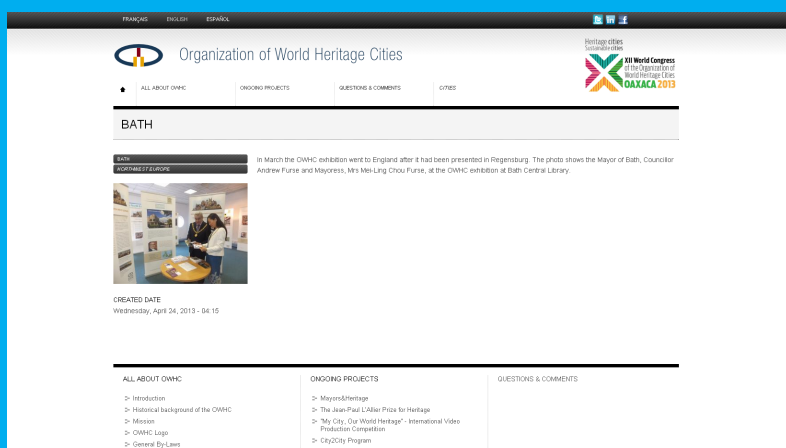 FRANÇAIS ENGLISH ESPAÑOL
Organization of World Heritage Cities
Heritage cities
Sustainable cities
XII World Congress
of the Organization of
World Heritage Cities
OAXACA 2013
ALL ABOUT OWHC ONGOING PROJECTS QUESTIONS & COMMENTS CITIES
BATH
BATH
NORTHWEST EUROPE
In March the OWHC exhibition went to England after it had been presented in Regensburg. The photo shows the Mayor of Bath, Councillor
Andrew Furse and Mayoress, Mrs Mei-Ling Chou Furse, at the OWHC exhibition at Bath Central Library.
CREATED DATE
Wednesday, April 24, 2013 - 04:15
ALL ABOUT OWHC
Introduction
Historical background of the OWHC
Mission
OWHC Logo
General By-Laws
ONGOING PROJECTS
Mayors&Heritage
The Jean-Paul L'Allier Prize for Heritage
"My City, Our World Heritage" - International Video
Production Competition
City2City Program
QUESTIONS & COMMENTS